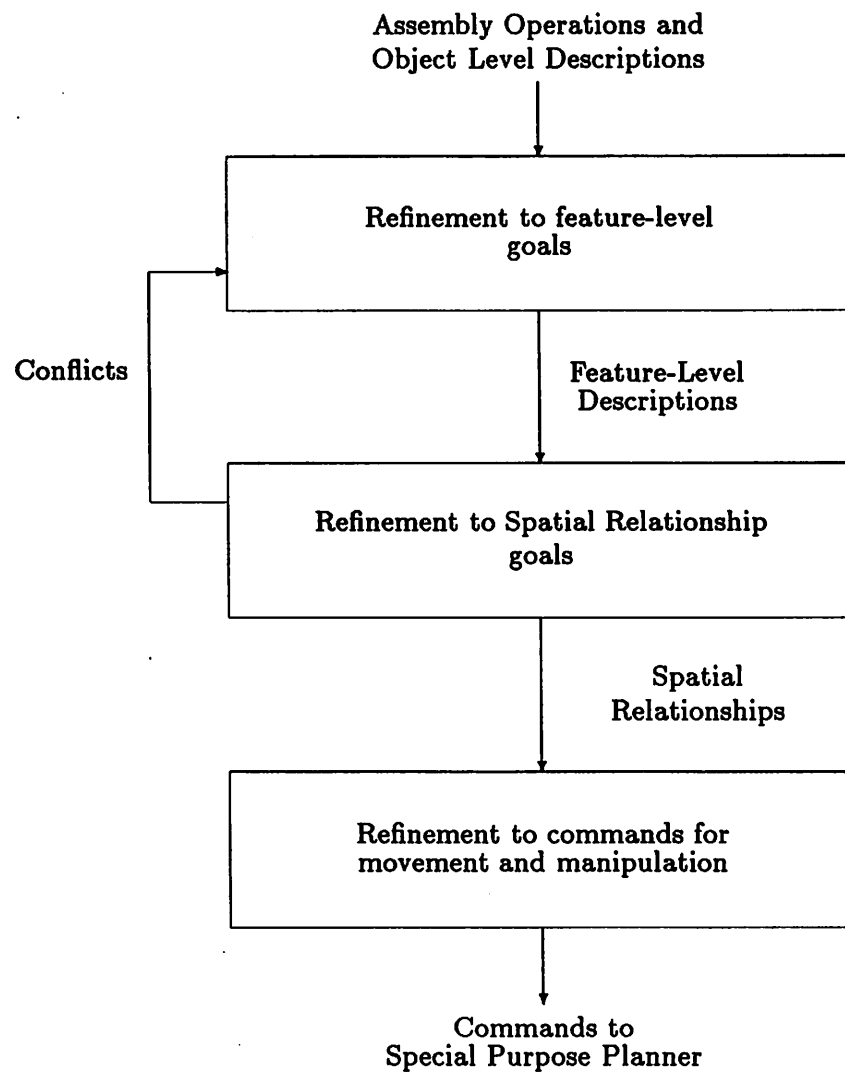 Assembly Operations and
Object Level Descriptions
Refinement to feature-level
goals
Conflicts
Feature-Level
Descriptions
Refinement to Spatial Relationship
goals
Spatial
Relationships
Refinement to commands for
movement and manipulation
Commands to
Special Purpose Planner